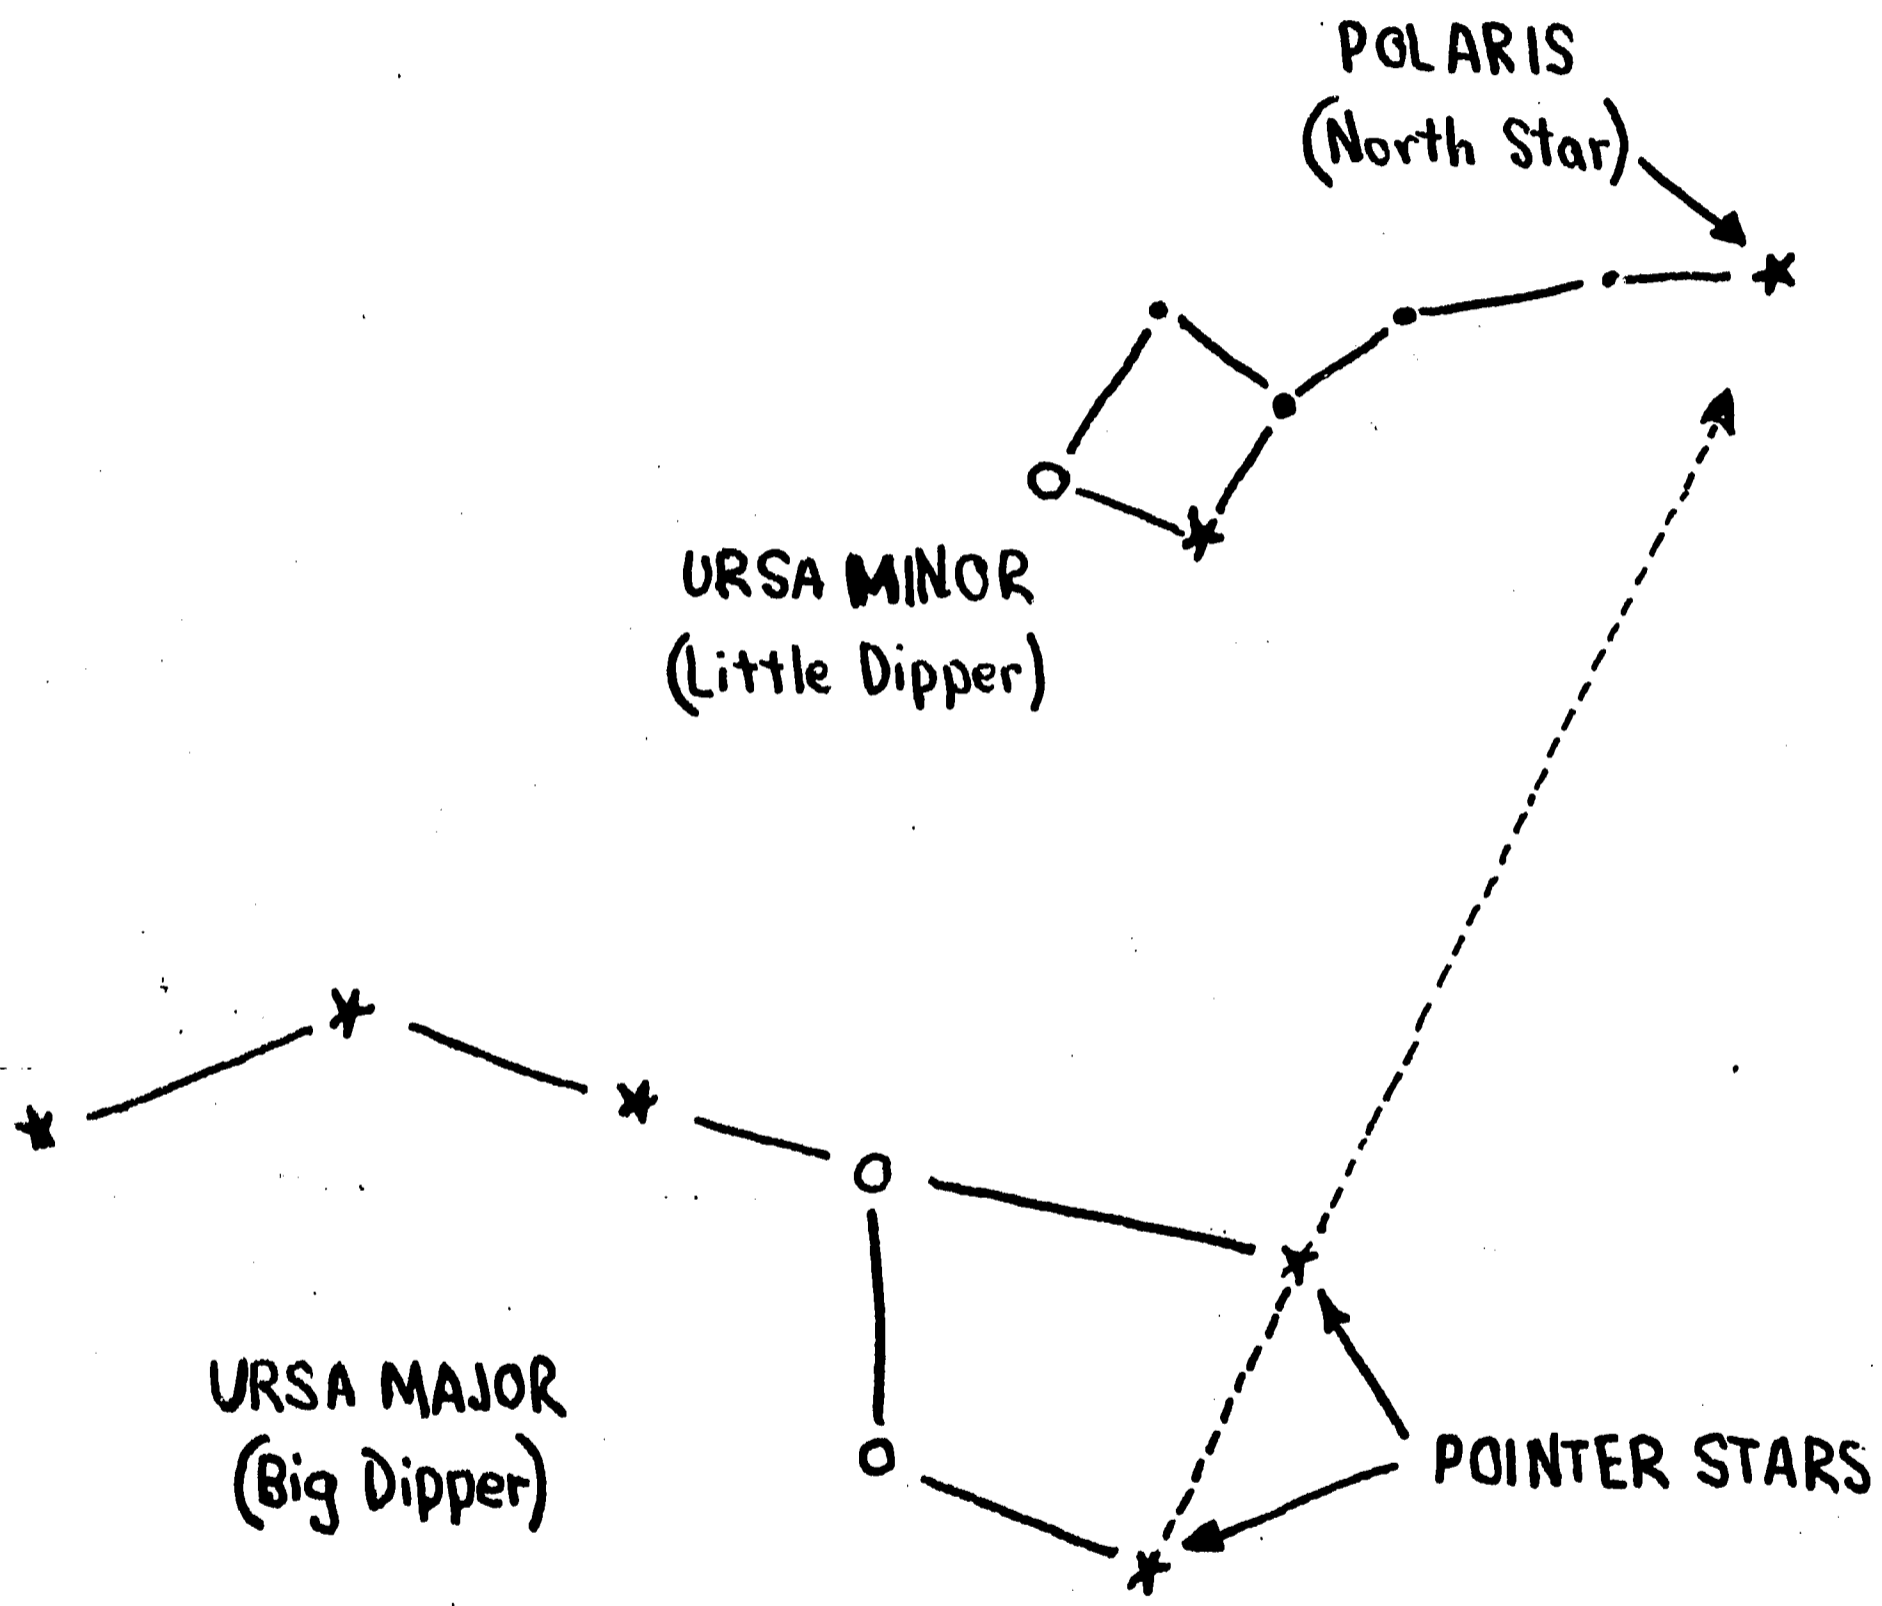 POLARIS
(North Star)
URSA MINOR
(Little Dipper)
URSA MAJOR
(Big Dipper)
POINTER STARS